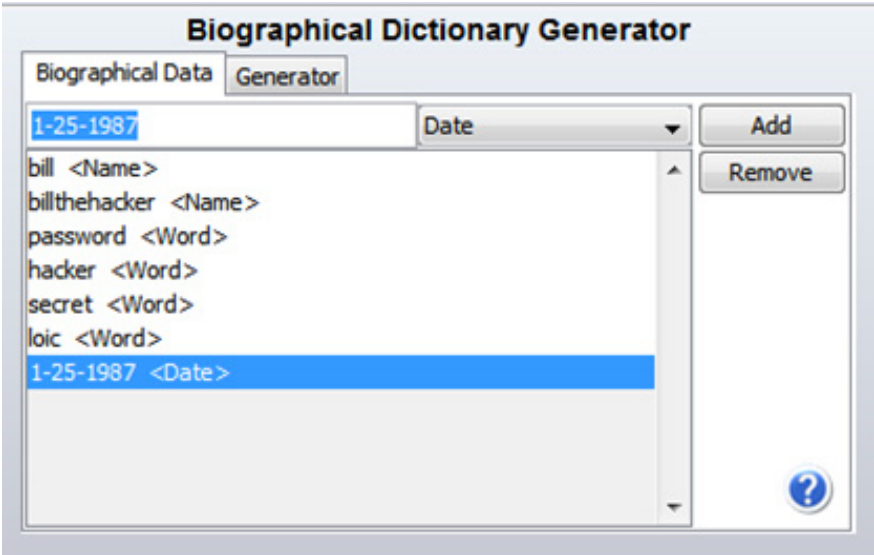 Biographical Dictionary Generator
Biographical Data Generator
1-25-1987 Date Add
bill <Name>
Remove
billthehacker <Name>
password <Word>
hacker <Word>
secret <Word>
loic <Word>
1-25-1987 <Date>
?